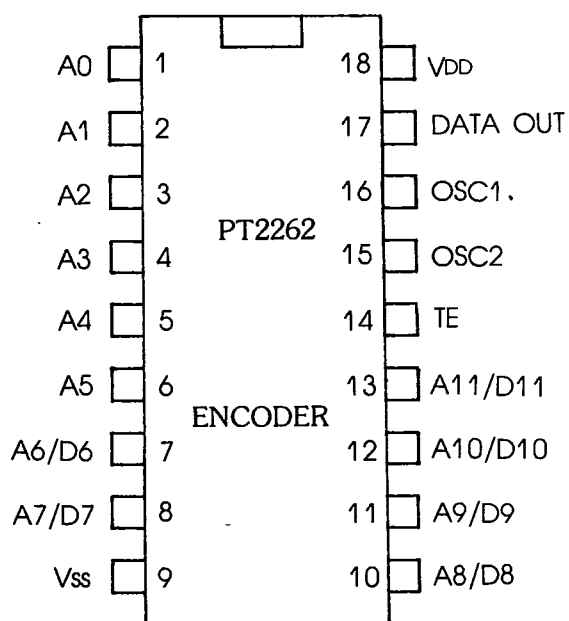 A0 1 18 VDD
A1 2 17 DATA OUT
A2 3 16 OSC1.
PT2262
A3 4 15 OSC2
A4 5 14 TE
A5 6 13 A11/D11
ENCODER
A6/D6 7 12 A10/D10
A7/D7 8 11 A9/D9
Vss 9 10 A8/D8